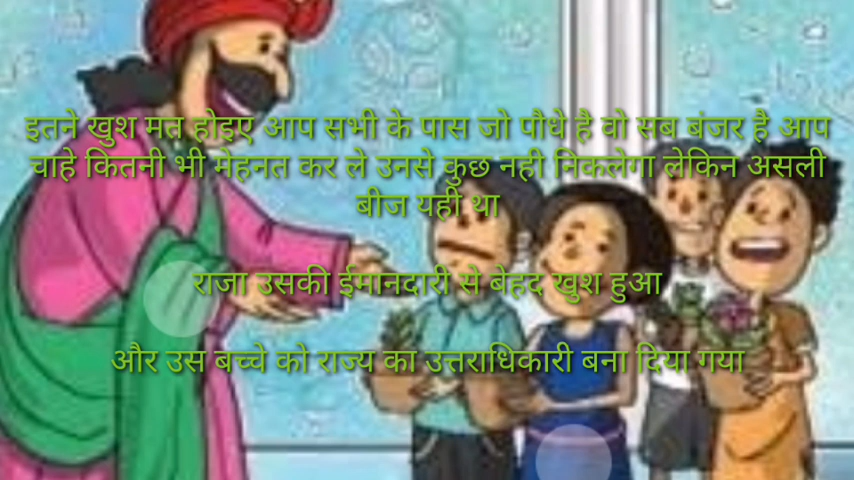 इतने खुश मत होइए आप सभी के पास जो पौधे है वो सब बंजर है आप
चाहे कितनी भी मेहनत कर ले उनसे कुछ नही निकलेगा लेकिन असली
बीज यही था
राजा उसकी ईमानदारी से बेहद खुश हुआ
और उस बच्चे को राज्य का उत्तराधिकारी बना दिया गया